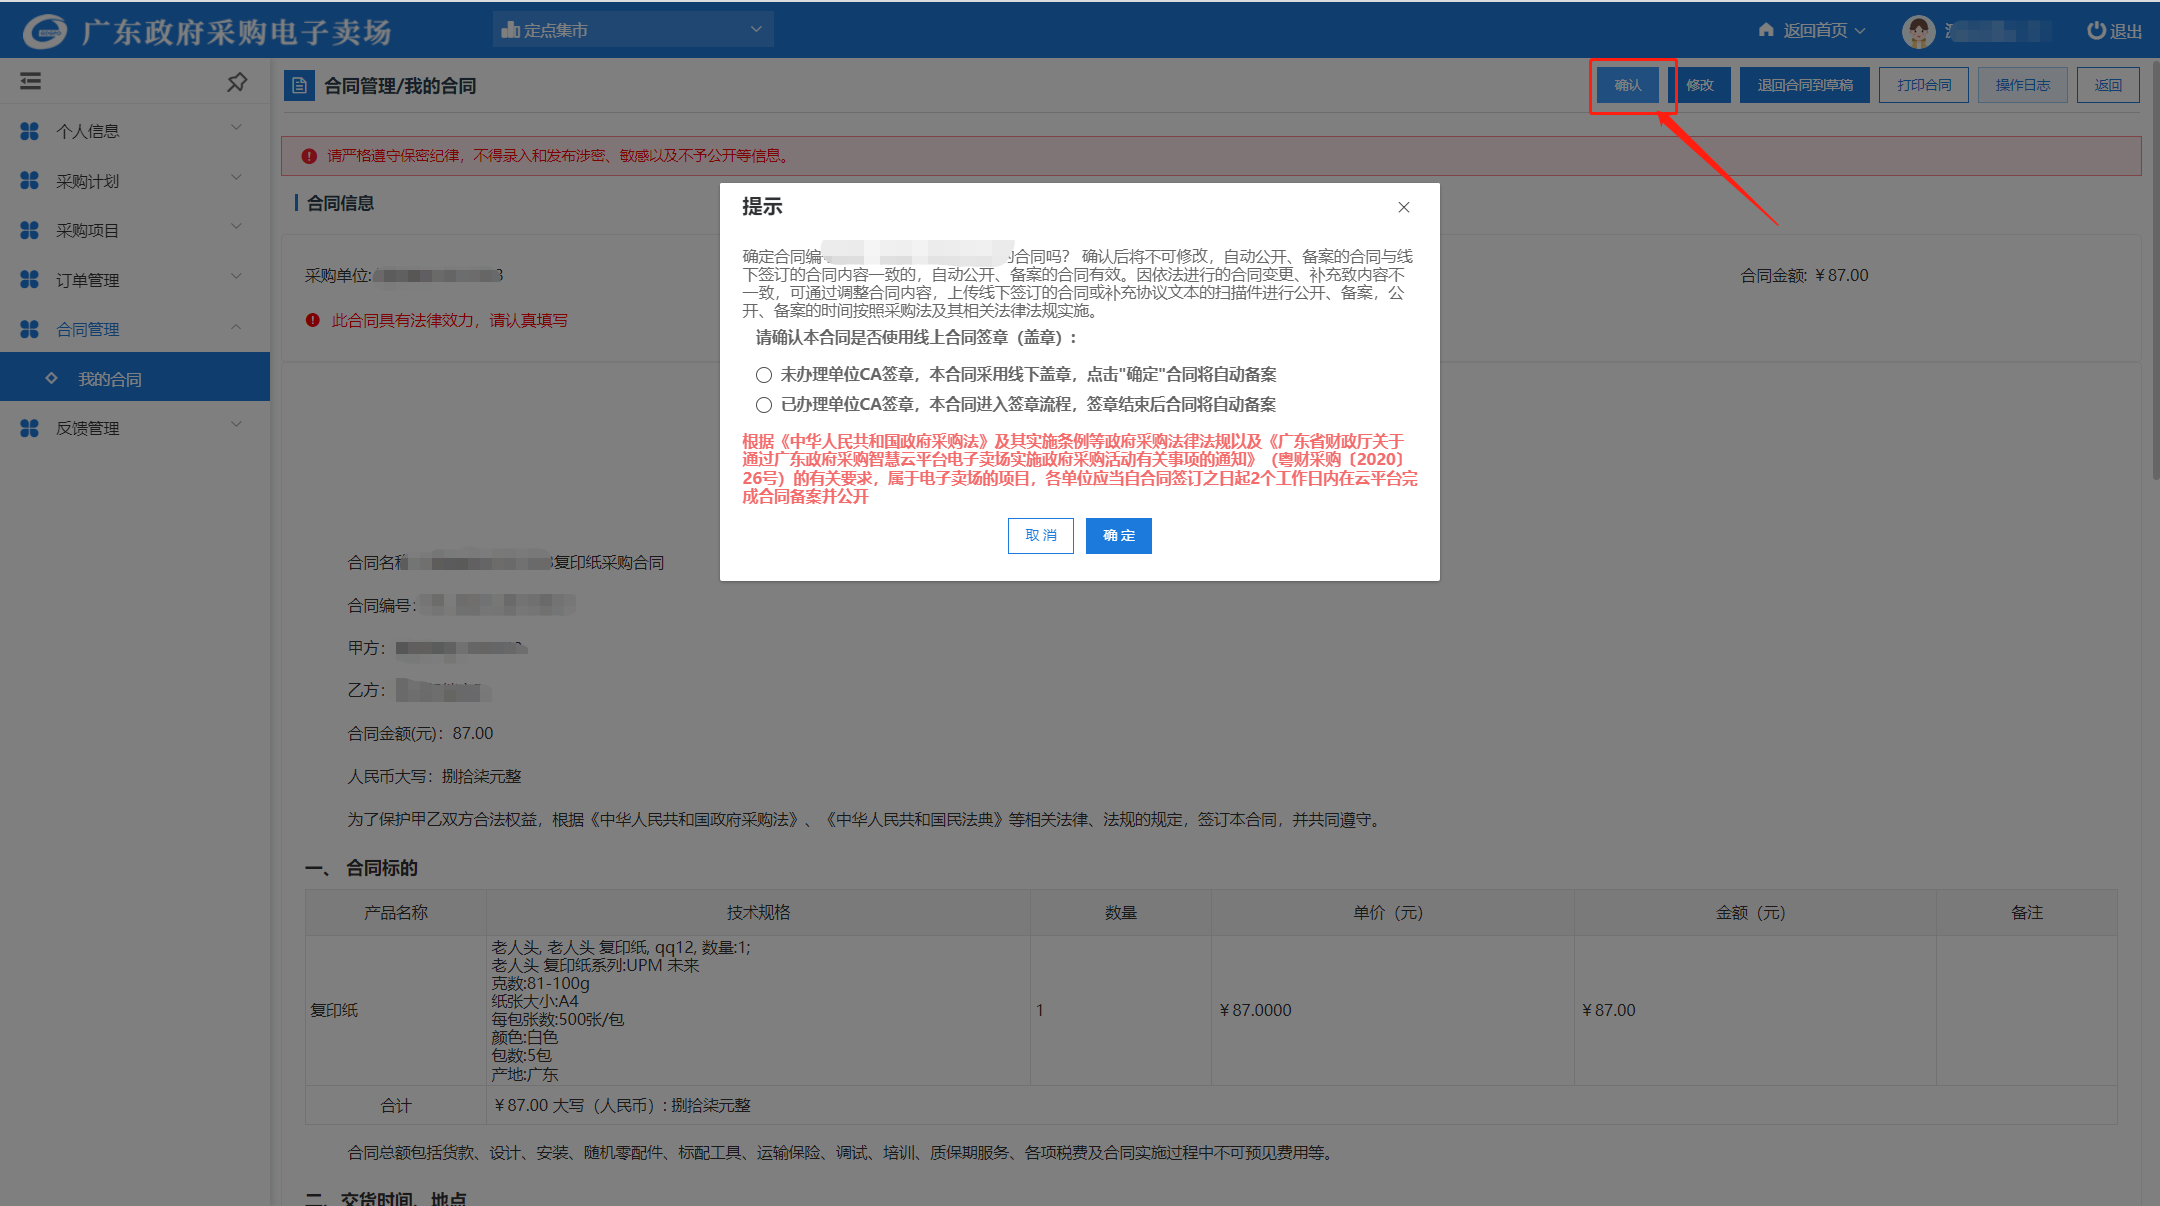 广东政府采购电子卖场
定点集市
返回首页
退出
个人信息
采购计划
采购项目
订单管理
合同管理
我的合同
反馈管理
合同管理/我的合同
确认
修改
退回合同到草稿
打印合同
操作日志
返回
请严格遵守保密纪律，不得录入和发布涉密、敏感以及不予公开等信息。
合同信息
采购单位:
合同金额: ￥87.00
此合同具有法律效力，请认真填写
提示
确定合同编 的合同吗？ 确认后将不可修改，自动公开、备案的合同与线
下签订的合同内容一致的，自动公开、备案的合同有效。因依法进行的合同变更、补充致内容不
一致，可通过调整合同内容，上传线下签订的合同或补充协议文本的扫描件进行公开、备案，公
开、备案的时间按照采购法及其相关法律法规实施。
请确认本合同是否使用线上合同签章（盖章）:
未办理单位CA签章，本合同采用线下盖章，点击"确定"合同将自动备案
已办理单位CA签章，本合同进入签章流程，签章结束后合同将自动备案
根据《中华人民共和国政府采购法》及其实施条例等政府采购法律法规以及《广东省财政厅关于
通过广东政府采购智慧云平台电子卖场实施政府采购活动有关事项的通知》（粤财采购〔2020〕
26号）的有关要求，属于电子卖场的项目，各单位应当自合同签订之日起2个工作日内在云平台完
成合同备案并公开
取消
确定
合同名称 复印纸采购合同
合同编号:
甲方：
乙方：
合同金额(元)：87.00
人民币大写：捌拾柒元整
为了保护甲乙双方合法权益，根据《中华人民共和国政府采购法》、《中华人民共和国民法典》等相关法律、法规的规定，签订本合同，并共同遵守。
一、 合同标的
产品名称 技术规格 数量 单价（元） 金额（元） 备注
老人头, 老人头 复印纸, qq12, 数量:1;
老人头 复印纸系列:UPM 未来
克数:81-100g
纸张大小:A4
每包张数:500张/包
颜色:白色
包数:5包
产地:广东
复印纸 1 ￥87.0000 ￥87.00
合计 ￥87.00 大写（人民币）: 捌拾柒元整
合同总额包括货款、设计、安装、随机零配件、标配工具、运输保险、调试、培训、质保期服务、各项税费及合同实施过程中不可预见费用等。
二、交货时间、地点